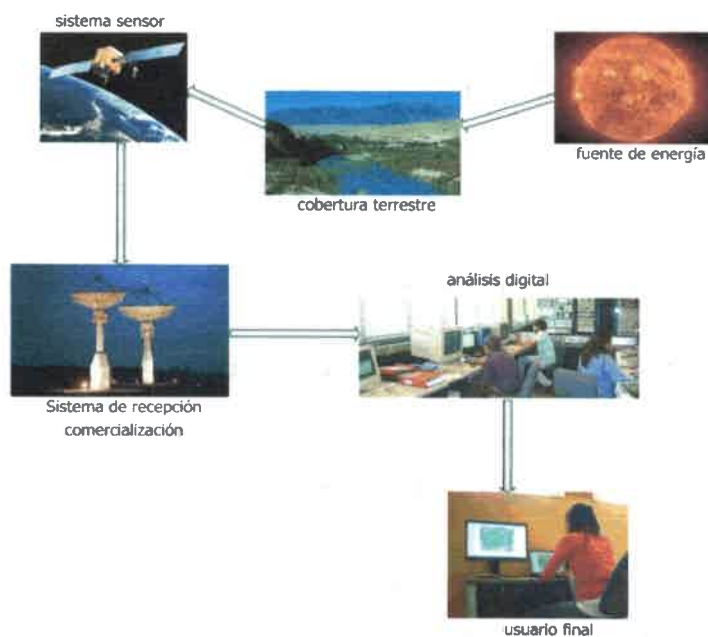 sistema sensor
fuente de energía
cobertura terrestre
análisis digital
Sistema de recepción
comercialización
usuario final